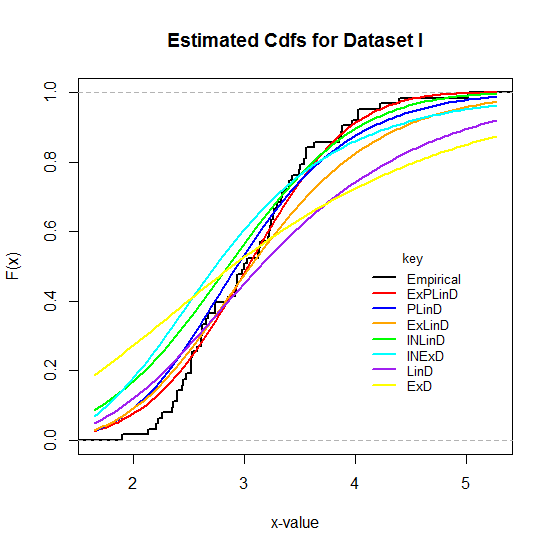 Estimated Cdfs for Dataset I
F(x)
1.0
0.8
0.6
0.4
0.2
0.0
key
Empirical
ExPLinD
PLinD
ExLinD
INLinD
INExD
LinD
ExD
2 3 4 5
x-value